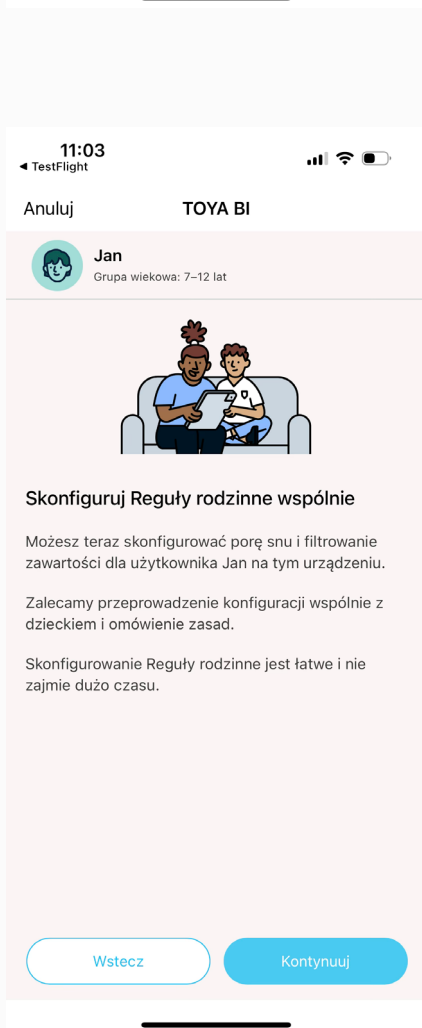 11:03
◀ TestFlight
Anuluj
TOYA BI
Jan
Grupa wiekowa: 7–12 lat
Skonfiguruj Reguły rodzinne wspólnie
Możesz teraz skonfigurować porę snu i filtrowanie
zawartości dla użytkownika Jan na tym urządzeniu.
Zalecamy przeprowadzenie konfiguracji wspólnie z
dzieckiem i omówienie zasad.
Skonfigurowanie Reguły rodzinne jest łatwe i nie
zajmie dużo czasu.
Wstecz
Kontynuuj